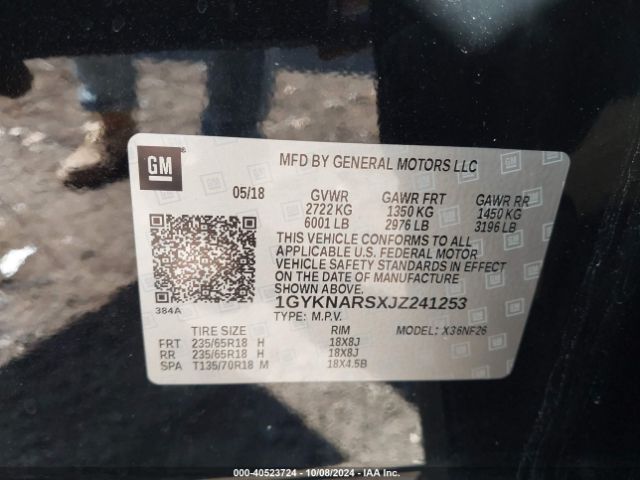 GM
®
MFD BY GENERAL MOTORS LLC
05/18 GVWR GAWR FRT GAWR RR
2722 KG 1350 KG 1450 KG
6001 LB 2976 LB 3196 LB
THIS VEHICLE CONFORMS TO ALL
APPLICABLE U.S. FEDERAL MOTOR
VEHICLE SAFETY STANDARDS IN EFFECT
ON THE DATE OF MANUFACTURE
SHOWN ABOVE.
384A 1GYKNARSXJZ241253
TYPE: M.P.V.
TIRE SIZE RIM MODEL: X36NF26
FRT 235/65R18 H 18X8J
RR 235/65R18 H 18X8J
SPA T135/70R18 M 18X4.5B
000-40523724 - 10/08/2024 - IAA Inc.